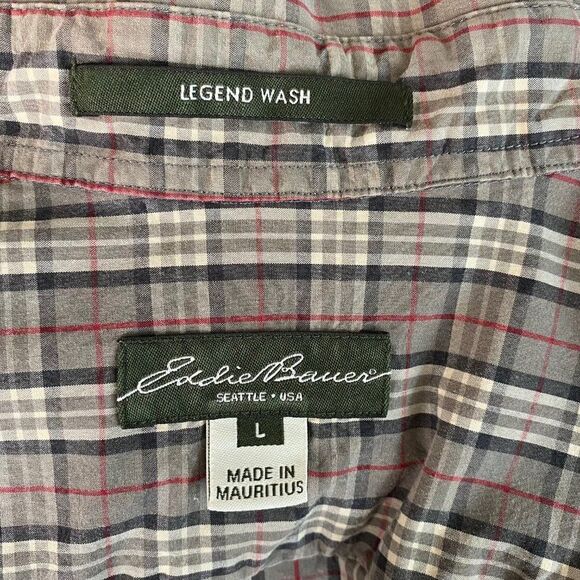 LEGEND WASH
Eddie Bauer®
SEATTLE • USA
L
MADE IN
MAURITIUS